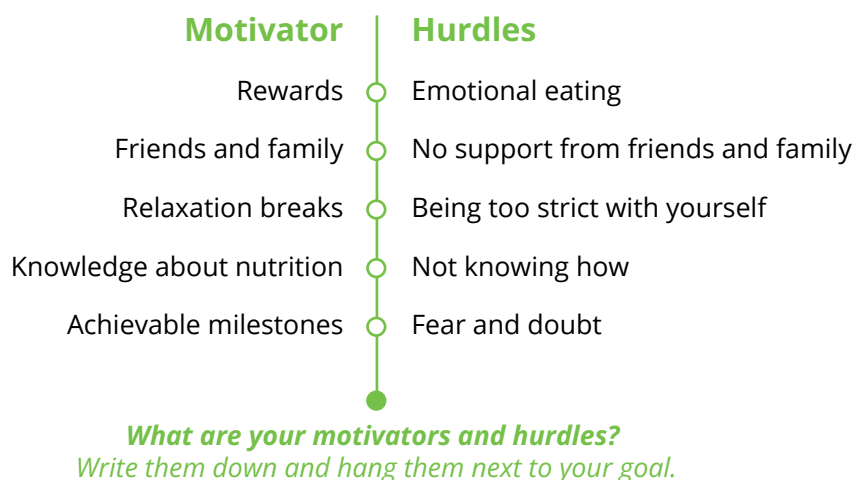 Motivator Hurdles
Rewards Emotional eating
Friends and family No support from friends and family
Relaxation breaks Being too strict with yourself
Knowledge about nutrition Not knowing how
Achievable milestones Fear and doubt
What are your motivators and hurdles?
Write them down and hang them next to your goal.